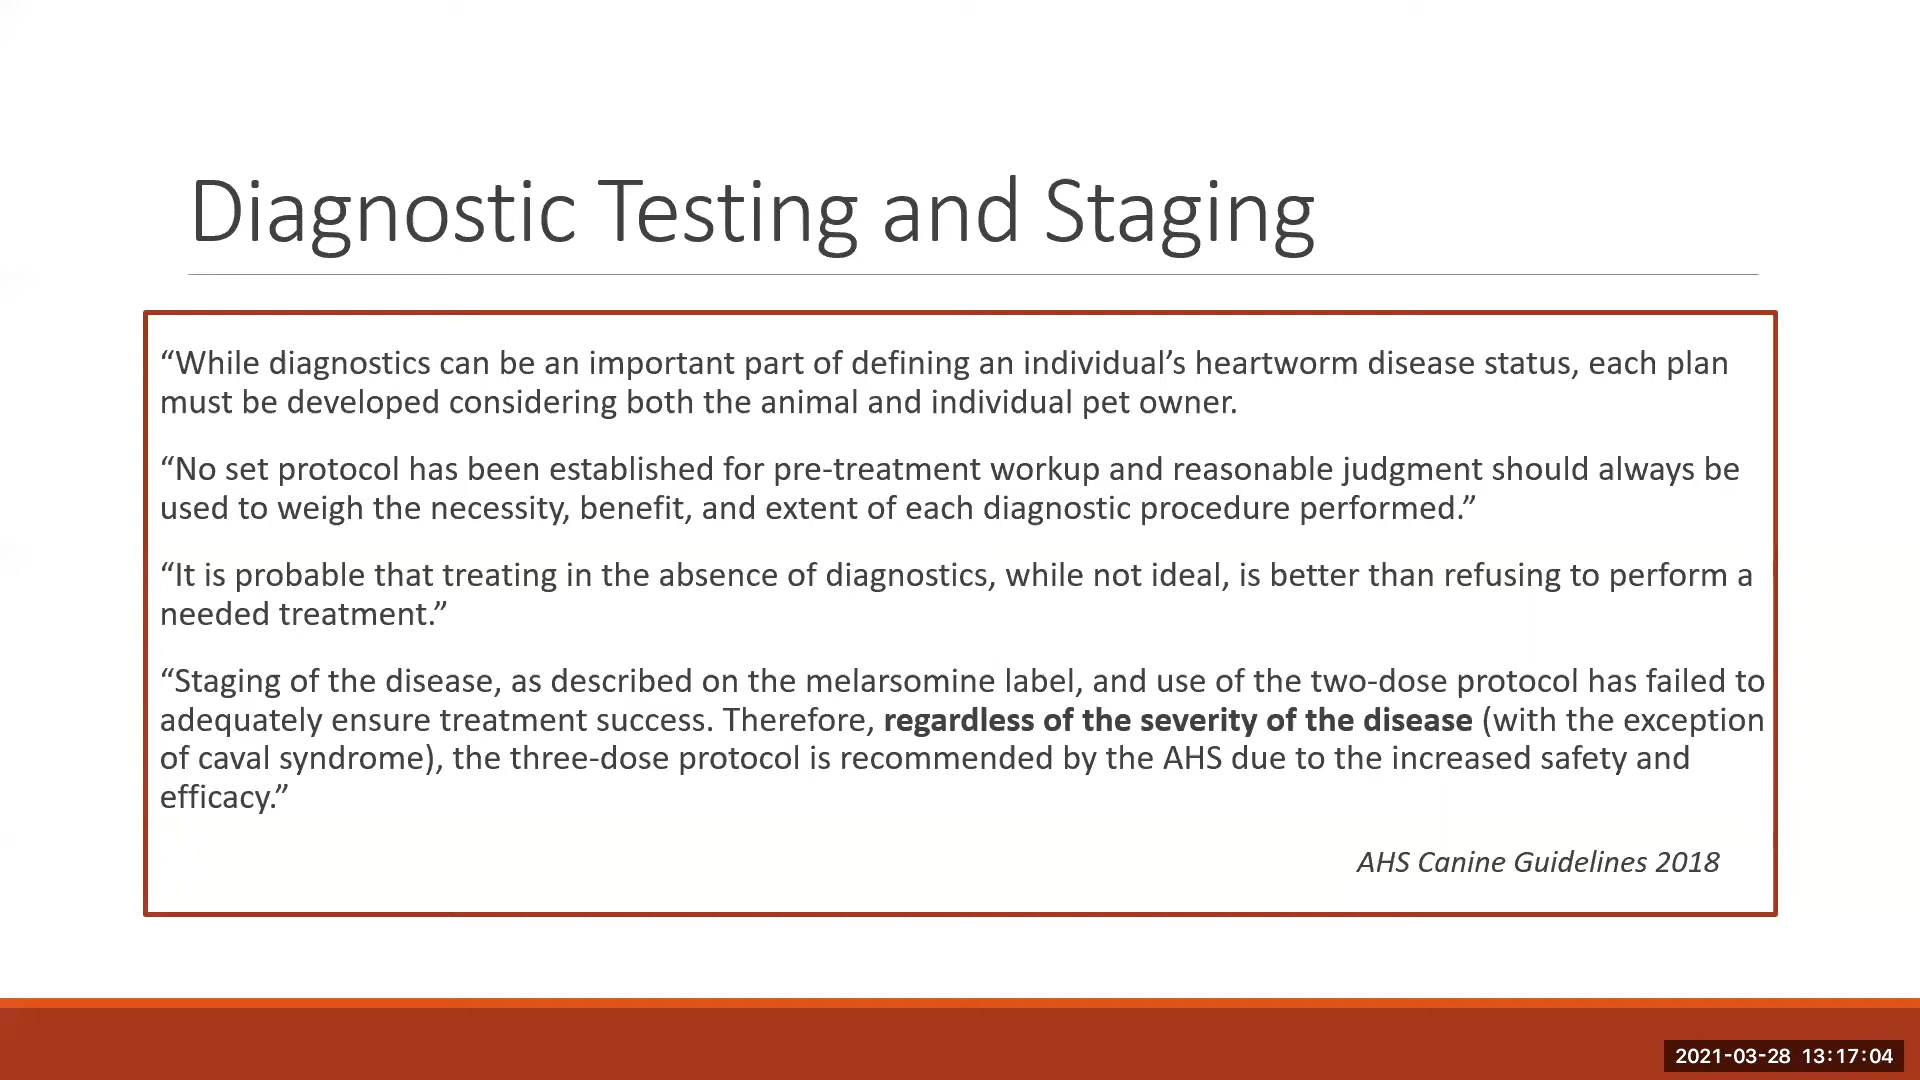 Diagnostic Testing and Staging
“While diagnostics can be an important part of defining an individual’s heartworm disease status, each plan
must be developed considering both the animal and individual pet owner.
“No set protocol has been established for pre-treatment workup and reasonable judgment should always be
used to weigh the necessity, benefit, and extent of each diagnostic procedure performed.”
“It is probable that treating in the absence of diagnostics, while not ideal, is better than refusing to perform a
needed treatment.”
“Staging of the disease, as described on the melarsomine label, and use of the two-dose protocol has failed to
adequately ensure treatment success. Therefore, regardless of the severity of the disease (with the exception
of caval syndrome), the three-dose protocol is recommended by the AHS due to the increased safety and
efficacy.”
AHS Canine Guidelines 2018
2021-03-28 13:17:04